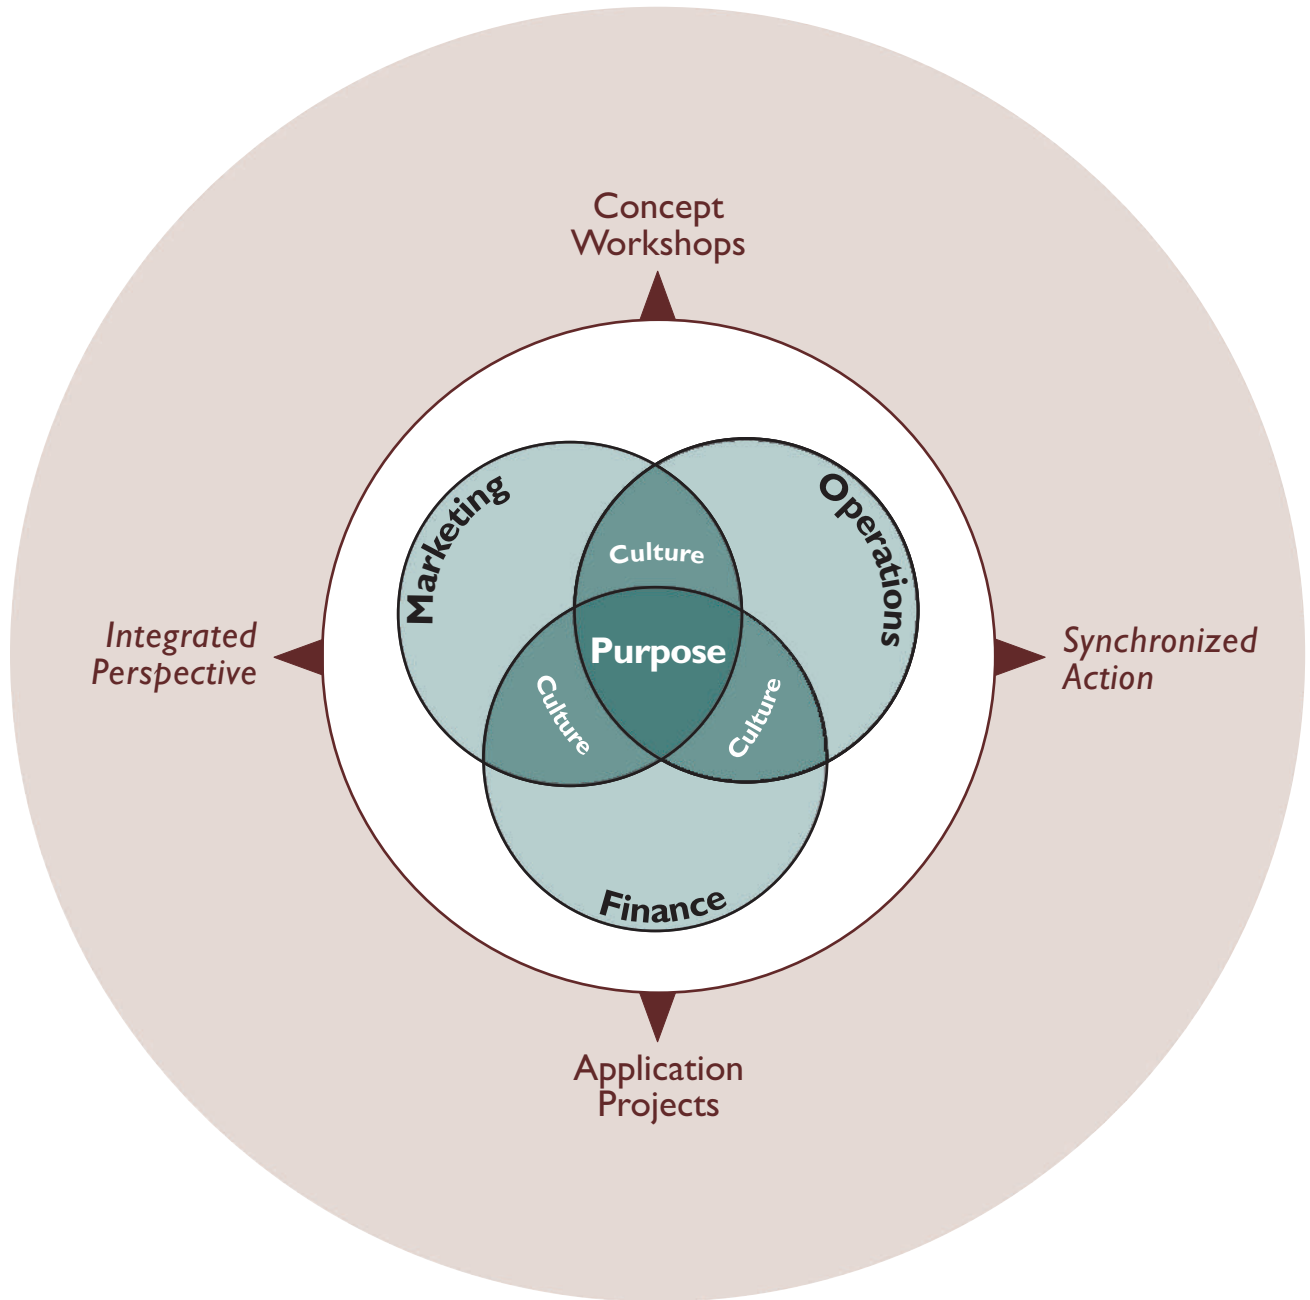 Concept
Workshops
Marketing
Operations
Culture
Integrated
Perspective
Purpose
Synchronized
Action
Culture
Culture
Finance
Application
Projects